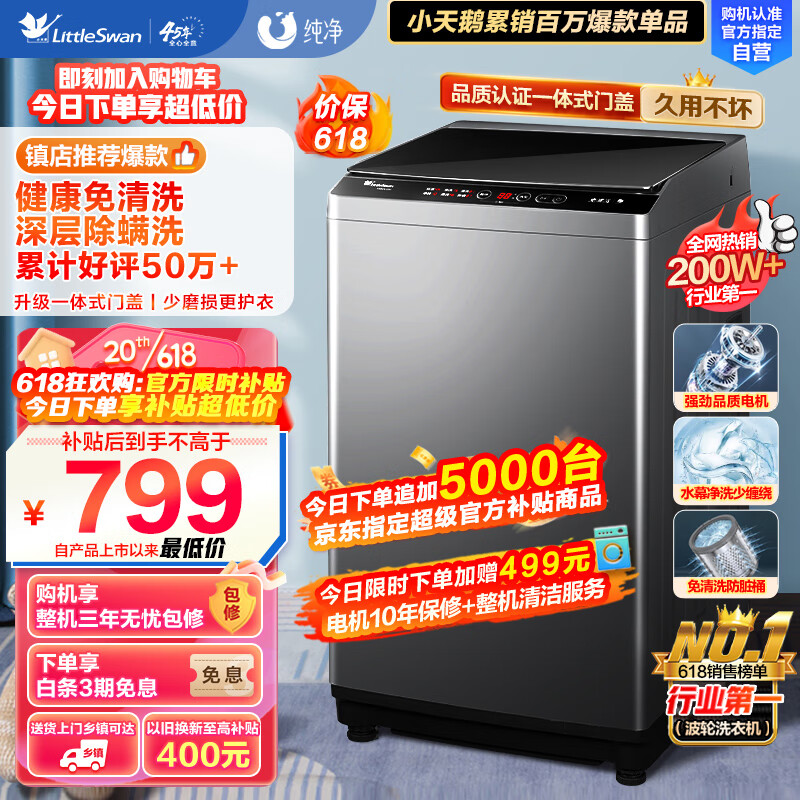 LittleSwan
45年
全心全意
纯净
小天鹅累销百万爆款单品
购机认准
官方指定
自营
即刻加入购物车
今日下单享超低价
价保
618
品质认证一体式门盖
久用不坏
镇店推荐爆款
健康免清洗
深层除螨洗
累计好评50万+
升级一体式门盖|少磨损更护衣
LittleSwan
全网热销
200W+
行业第一
20th/618
618狂欢购:官方限时补贴
今日下单享补贴超低价
强劲品质电机
补贴后到手不高于
¥799
自产品上市以来最低价
水幕净洗少缠绕
今日下单追加5000台
京东指定超级官方补贴商品
免清洗防脏桶
今日限时下单加赠499元
电机10年保修+整机清洁服务
购机享
整机三年无忧包修
包修
下单享
白条3期免息
免息
NO.1
618销售榜单
行业第一
(波轮洗衣机)
送货上门乡镇可达
乡镇
以旧换新至高补贴
400元